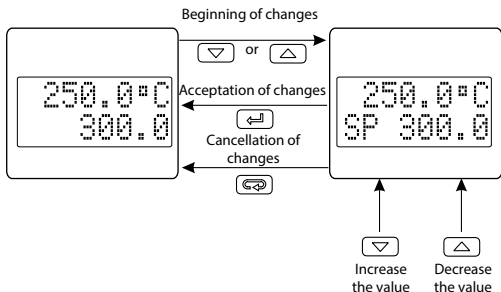 Beginning of changes
or
250.0°C
300.0
Acceptation of changes
Cancellation of
changes
250.0°C
SP 300.0
Increase
the value
Decrease
the value